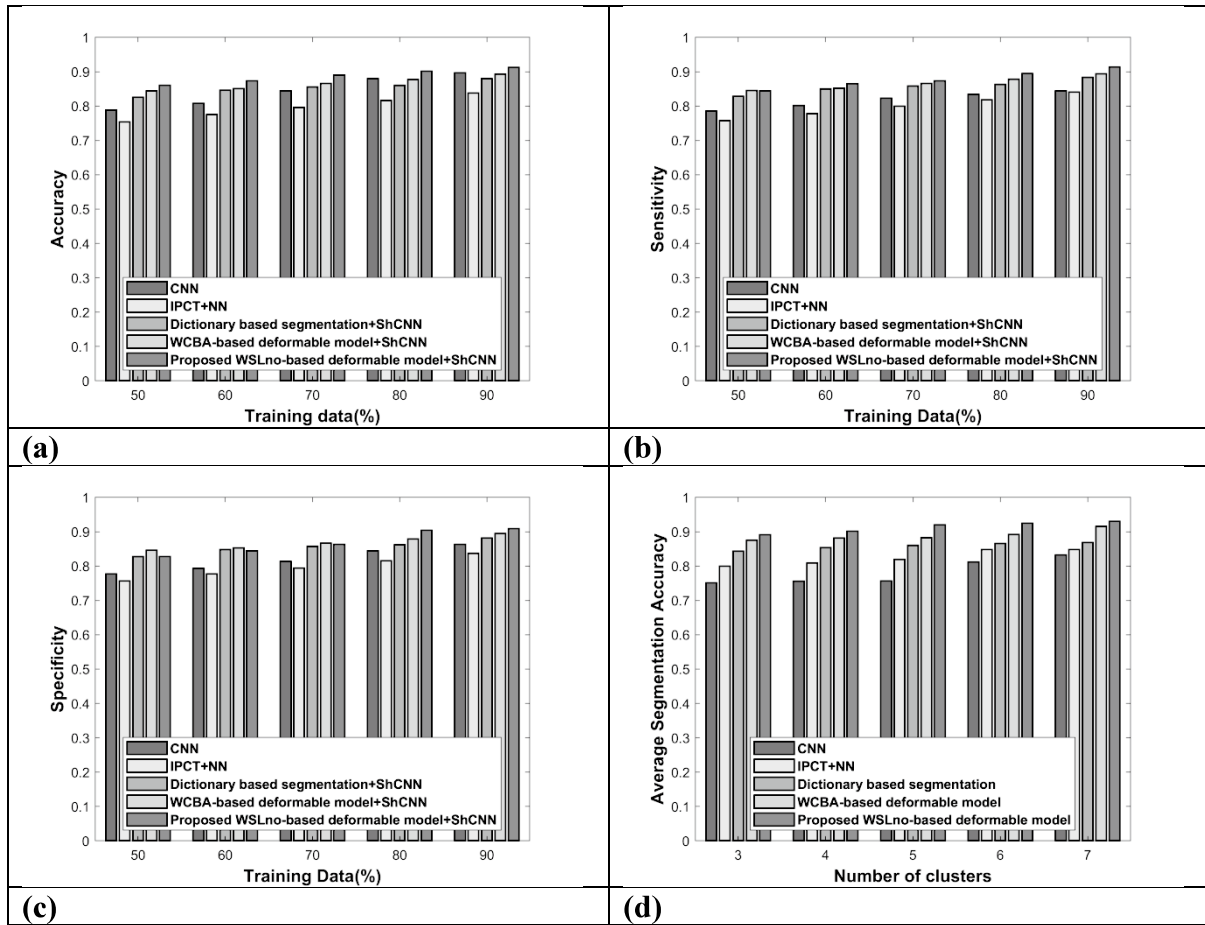 1
0.9
0.8
0.7
0.6
0.5
0.4
0.3
0.2
0.1
0
Accuracy
CNN
IPCT+NN
Dictionary based segmentation+ShCNN
WCBA-based deformable model+ShCNN
Proposed WSLno-based deformable model+ShCNN
50 60 70 80 90
Training data(%)
(a)
1
0.9
0.8
0.7
0.6
0.5
0.4
0.3
0.2
0.1
0
Sensitivity
CNN
IPCT+NN
Dictionary based segmentation+ShCNN
WCBA-based deformable model+ShCNN
Proposed WSLno-based deformable model+ShCNN
50 60 70 80 90
Training Data(%)
(b)
1
0.9
0.8
0.7
0.6
0.5
0.4
0.3
0.2
0.1
0
Specificity
CNN
IPCT+NN
Dictionary based segmentation+ShCNN
WCBA-based deformable model+ShCNN
Proposed WSLno-based deformable model+ShCNN
50 60 70 80 90
Training Data(%)
(c)
1
0.9
0.8
0.7
0.6
0.5
0.4
0.3
0.2
0.1
0
Average Segmentation Accuracy
CNN
IPCT+NN
Dictionary based segmentation
WCBA-based deformable model
Proposed WSLno-based deformable model
3 4 5 6 7
Number of clusters
(d)